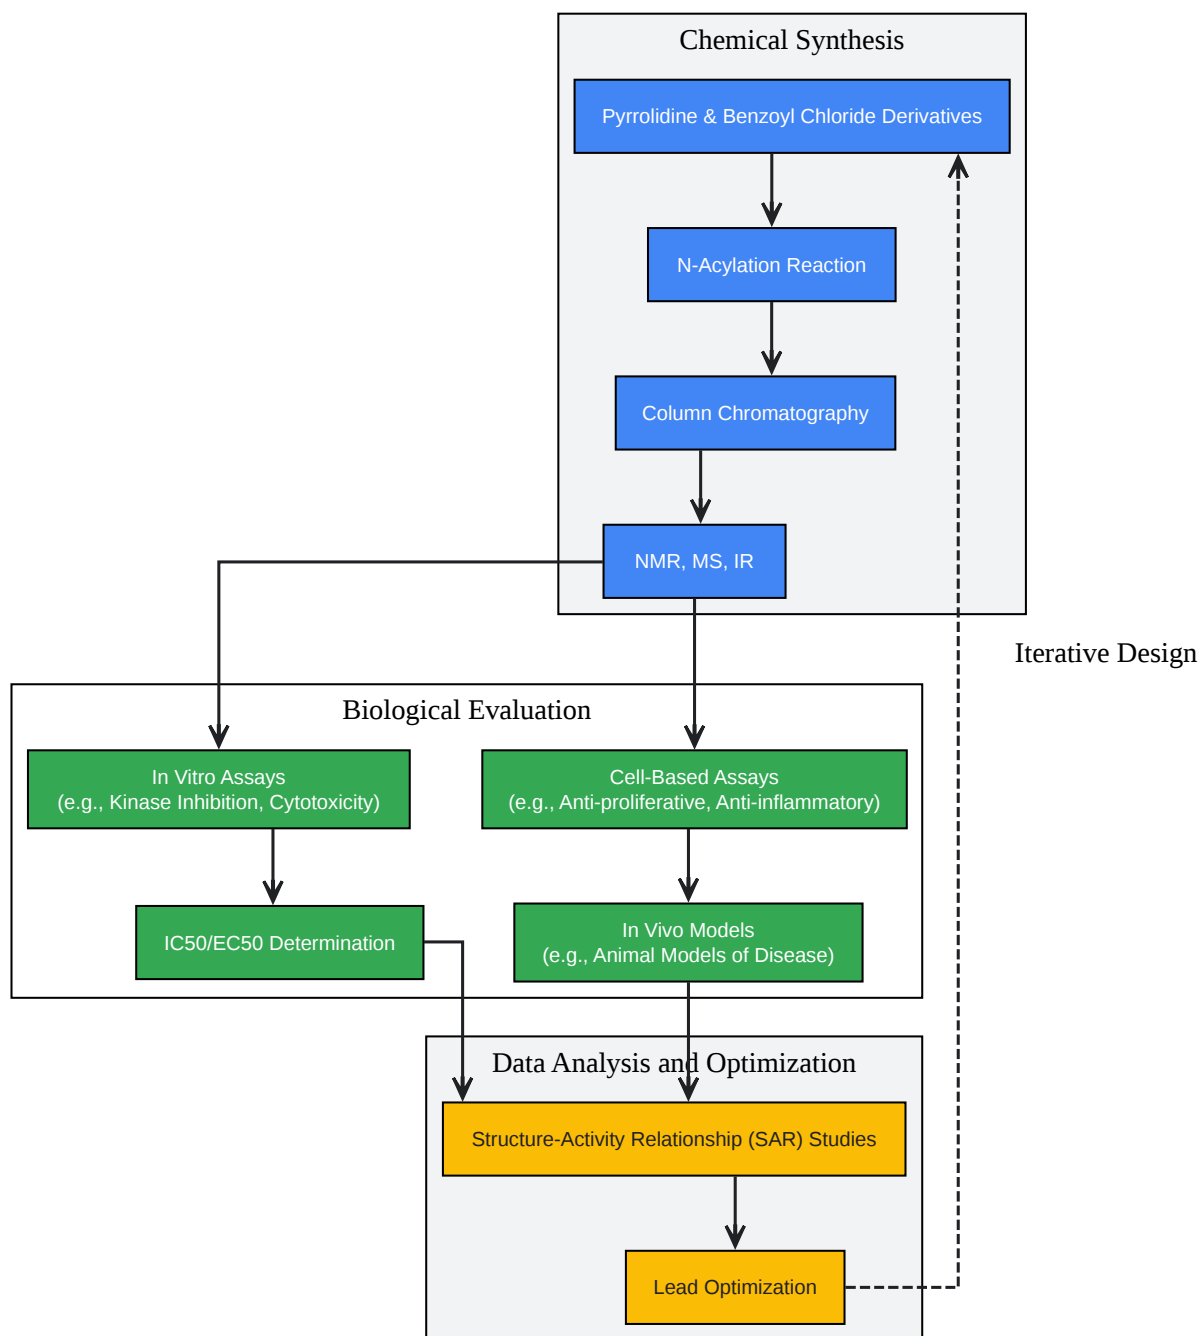 Chemical Synthesis
Pyrrolidine & Benzoyl Chloride Derivatives
N-Acylation Reaction
Column Chromatography
NMR, MS, IR
Iterative Design
Biological Evaluation
In Vitro Assays
(e.g., Kinase Inhibition, Cytotoxicity)
Cell-Based Assays
(e.g., Anti-proliferative, Anti-inflammatory)
IC50/EC50 Determination
In Vivo Models
(e.g., Animal Models of Disease)
Data Analysis and Optimization
Structure-Activity Relationship (SAR) Studies
Lead Optimization